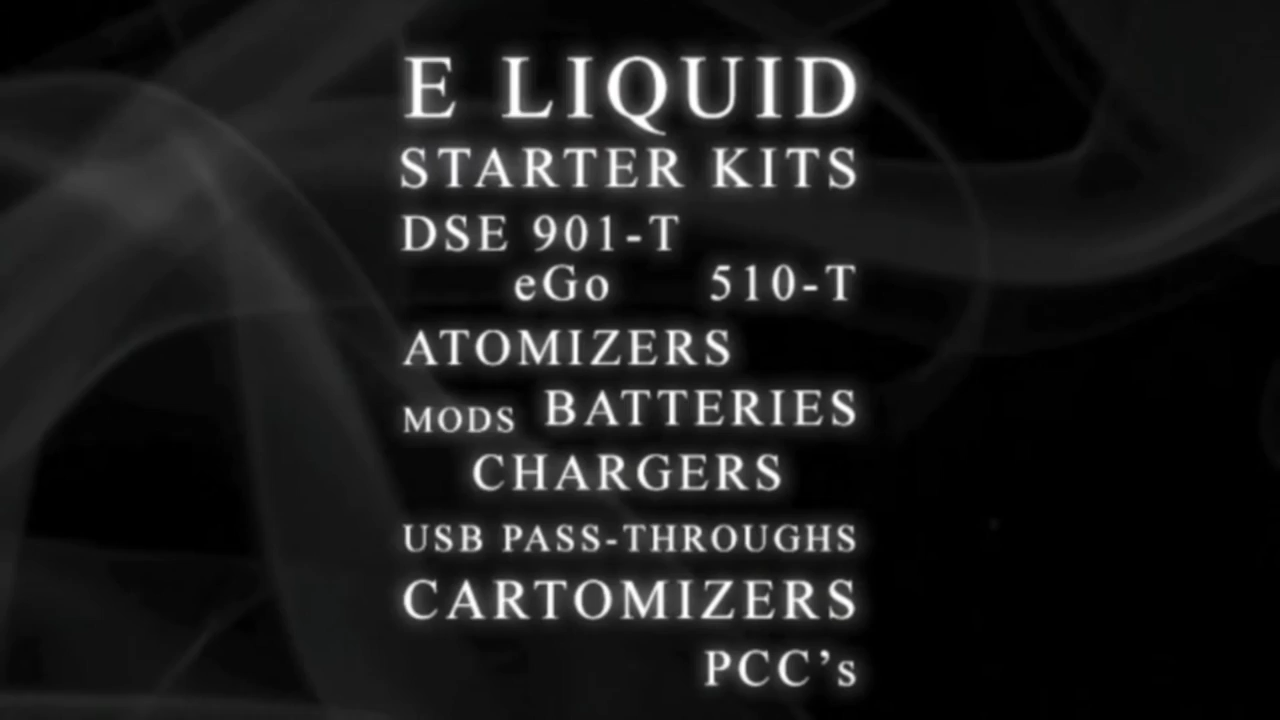 E LIQUID
STARTER KITS
DSE 901-T
eGo 510-T
ATOMIZERS
MODS BATTERIES
CHARGERS
USB PASS-THROUGHS
CARTOMIZERS
PCC’s